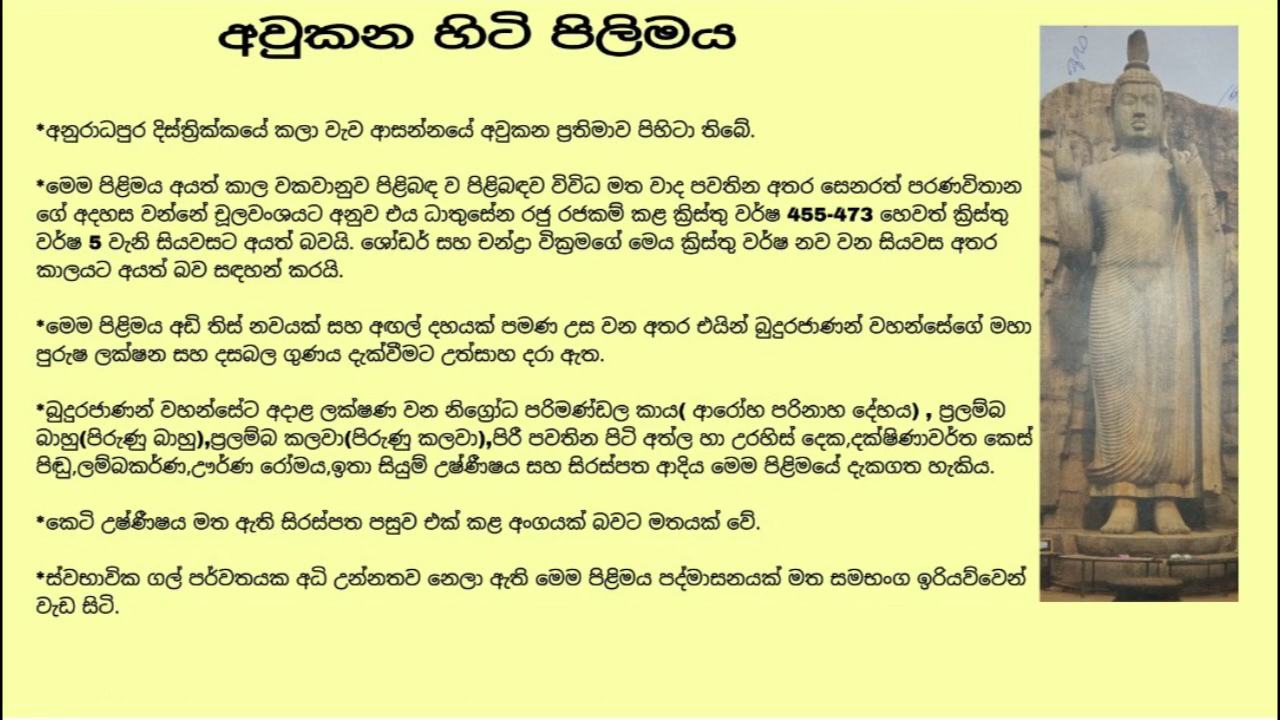 අවුකන හිටි පිලිමය
*අනුරාධපුර දිස්ත්‍රික්කයේ කලා වැව ආසන්නයේ අවුකන ප්‍රතිමාව පිහිටා තිබේ.
*මෙම පිළිමය අයත් කාල වකවානුව පිළිබඳ ව පිළිබඳව විවිධ මත වාද පවතින අතර සෙනරත් පරණවිතාන
ගේ අදහස වන්නේ චූලවංශයට අනුව එය ධාතුසේන රජු රජකම් කළ ක්‍රිස්තු වර්ෂ 455-473 හෙවත් ක්‍රිස්තු
වර්ෂ 5 වැනි සියවසට අයත් බවයි. ශෝඩර් සහ චන්ද්‍රා වික්‍රමගේ මෙය ක්‍රිස්තු වර්ෂ නව වන සියවස අතර
කාලයට අයත් බව සඳහන් කරයි.
*මෙම පිළිමය අඩි තිස් නවයක් සහ අඟල් දහයක් පමණ උස වන අතර එයින් බුදුරජාණන් වහන්සේගේ මහා
පුරුෂ ලක්ෂන සහ දසබල ගුණය දැක්වීමට උත්සාහ දරා ඇත.
*බුදුරජාණන් වහන්සේට අදාළ ලක්ෂණ වන නිග්‍රෝධ පරිමණ්ඩල කාය( ආරෝහ පරිනාහ දේහය) , ප්‍රලම්බ
බාහු(පිරුණු බාහු),ප්‍රලම්බ කලවා(පිරුණු කලවා),පිරී පවතින පිටි අත්ල හා උරහිස් දෙක,දක්ෂිණාවර්ත කෙස්
පිඬු,ලම්බකර්ණ,ඌර්ණ රෝමය,ඉතා සියුම් උෂ්ණීෂය සහ සිරස්පත ආදිය මෙම පිළිමයේ දැකගත හැකිය.
*කෙටි උෂ්ණීෂය මත ඇති සිරස්පත පසුව එක් කළ අංගයක් බවට මතයක් වේ.
*ස්වභාවික ගල් පර්වතයක අධි උන්නතව නෙලා ඇති මෙම පිළිමය පද්මාසනයක් මත සමභංග ඉරියව්වෙන්
වැඩ සිටි.